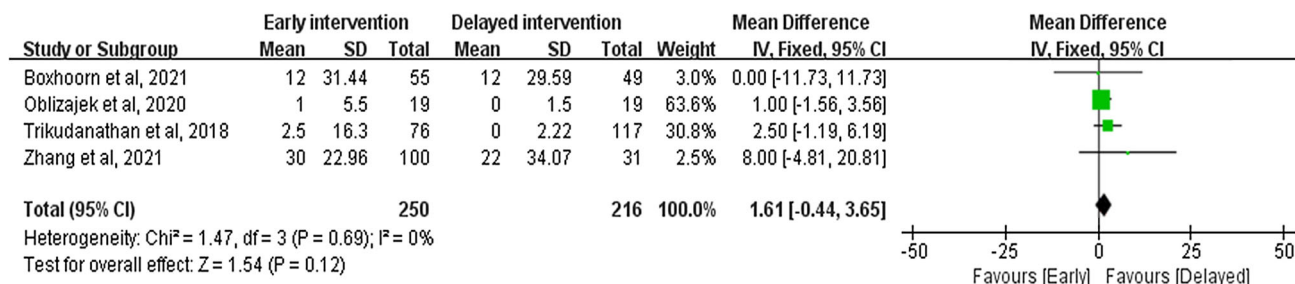 Early intervention Delayed intervention Mean Difference Mean Difference
Study or Subgroup Mean SD Total Mean SD Total Weight IV, Fixed, 95% CI IV, Fixed, 95% CI
Boxhoorn et al, 2021 12 31.44 55 12 29.59 49 3.0% 0.00 [-11.73, 11.73]
Oblizajek et al, 2020 1 5.5 19 0 1.5 19 63.6% 1.00 [-1.56, 3.56]
Trikudanathan et al, 2018 2.5 16.3 76 0 2.22 117 30.8% 2.50 [-1.19, 6.19]
Zhang et al, 2021 30 22.96 100 22 34.07 31 2.5% 8.00 [-4.81, 20.81]
Total (95% CI) 250 216 100.0% 1.61 [-0.44, 3.65]
Heterogeneity: Chi² = 1.47, df = 3 (P = 0.69); I² = 0%
Test for overall effect: Z = 1.54 (P = 0.12)
-50 -25 0 25 50
Favours [Early] Favours [Delayed]